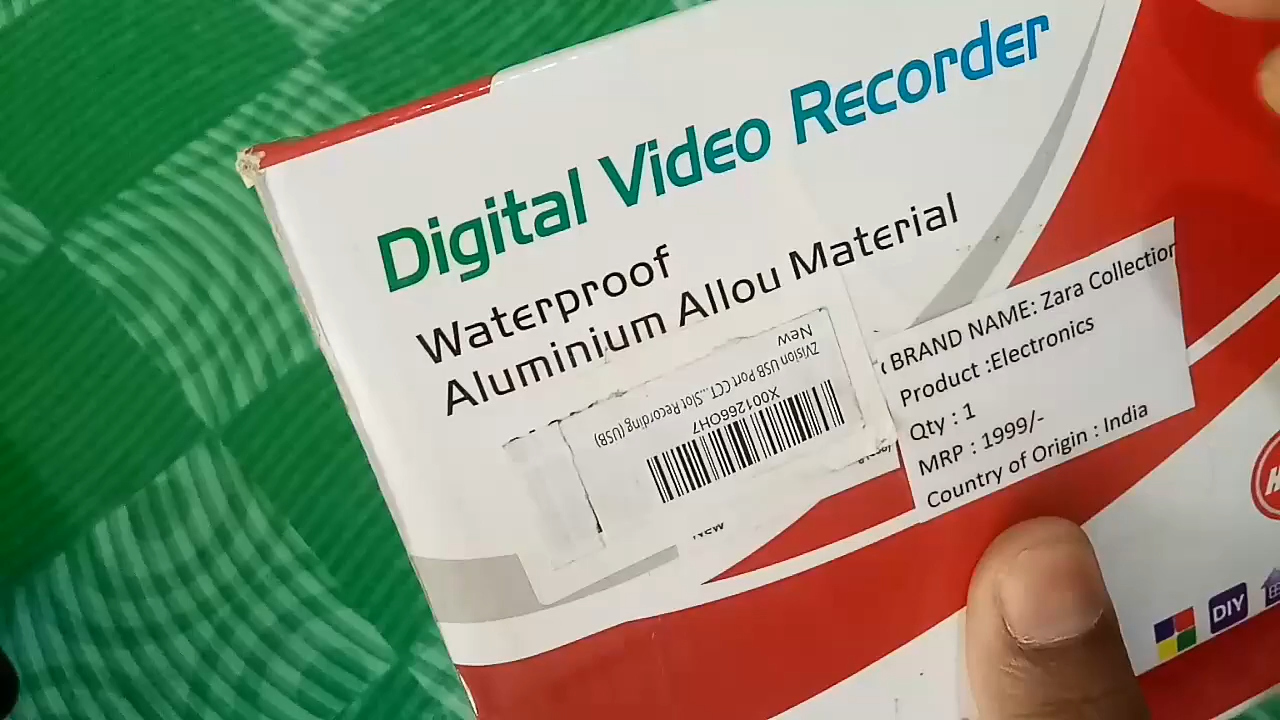 Digital Video Recorder
Waterproof
Aluminium Allou Material
BRAND NAME: Zara Collection
Product :Electronics
Qty : 1
MRP : 1999/-
Country of Origin : India
X001266OH7
ZVision USB Port CCT...Slot Recording (USB)
New
New
DIY